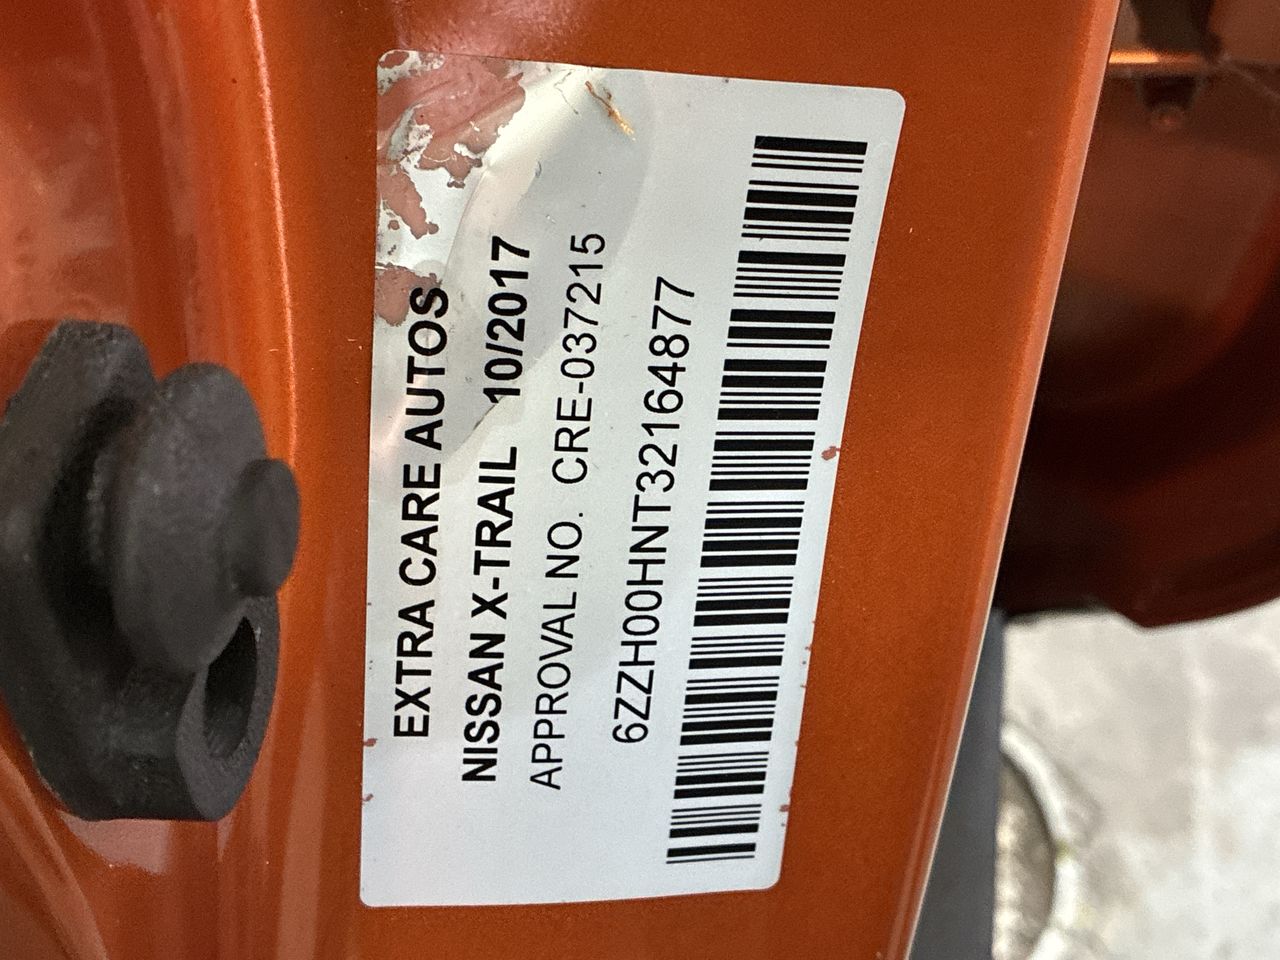 EXTRA CARE AUTOS
NISSAN X-TRAIL 10/2017
APPROVAL NO. CRE-037215
6ZZH00HNT32164877